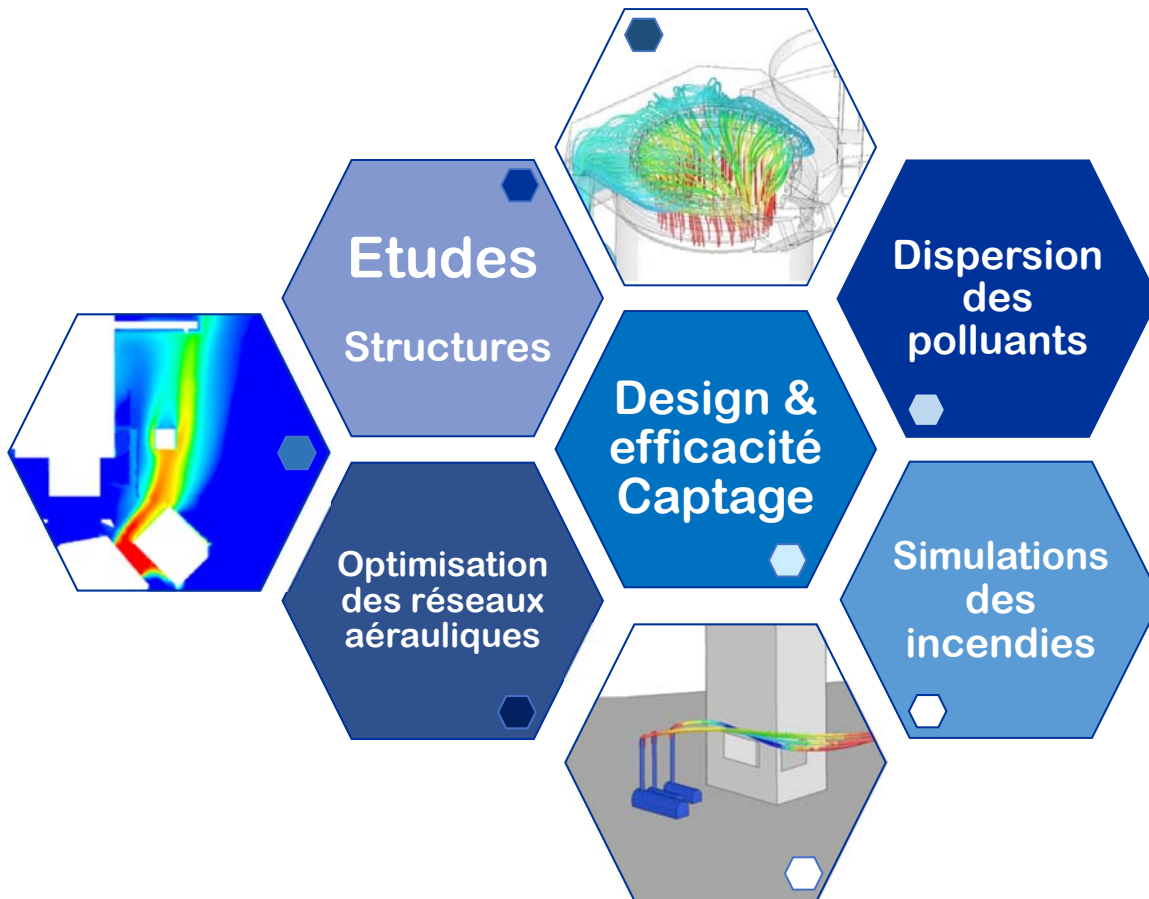 Etudes
Structures
Dispersion
des
polluants
Design &
efficacité
Captage
Optimisation
des réseaux
aérauliques
Simulations
des
incendies